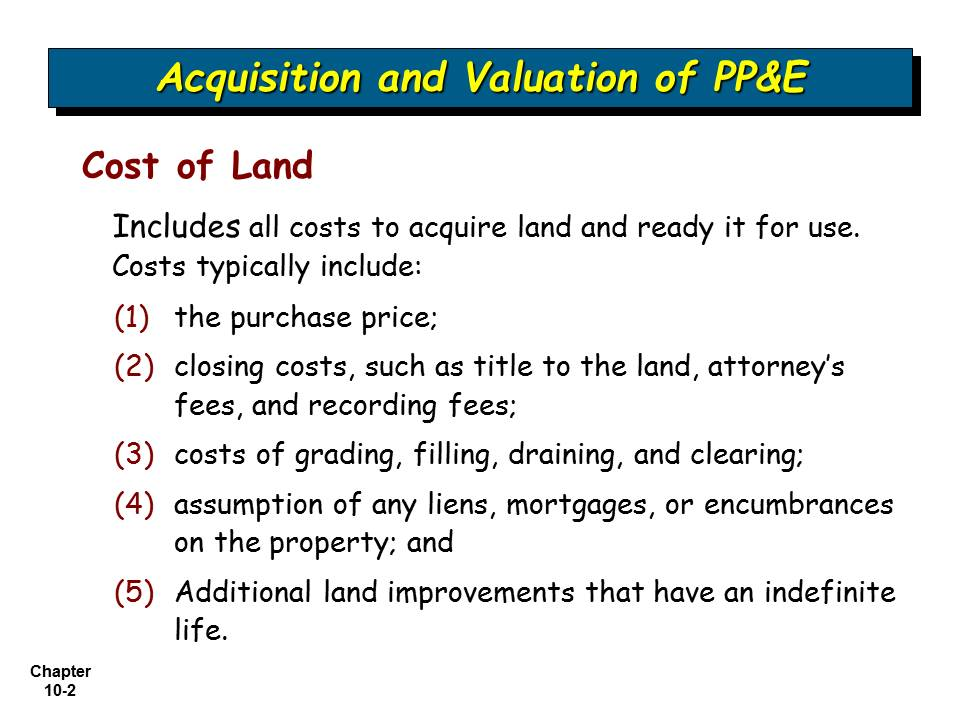 Acquisition and Valuation of PP&E
Cost of Land
Includes all costs to acquire land and ready it for use.
Costs typically include:
(1) the purchase price;
(2) closing costs, such as title to the land, attorney’s
fees, and recording fees;
(3) costs of grading, filling, draining, and clearing;
(4) assumption of any liens, mortgages, or encumbrances
on the property; and
(5) Additional land improvements that have an indefinite
life.
Chapter
10-2